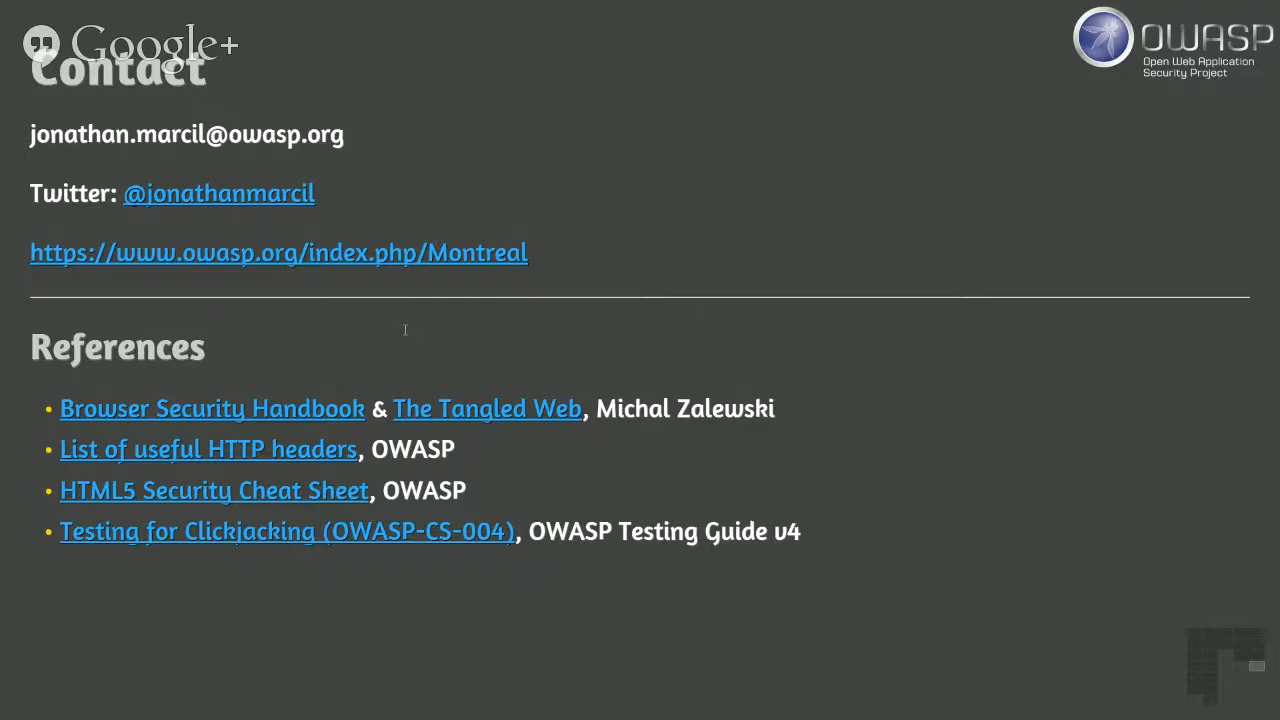 Google+
OWASP
Open Web Application
Security Project
Contact
jonathan.marcil@owasp.org
Twitter: @jonathanmarcil
https://www.owasp.org/index.php/Montreal
References
• Browser Security Handbook & The Tangled Web, Michal Zalewski
• List of useful HTTP headers, OWASP
• HTML5 Security Cheat Sheet, OWASP
• Testing for Clickjacking (OWASP-CS-004), OWASP Testing Guide v4